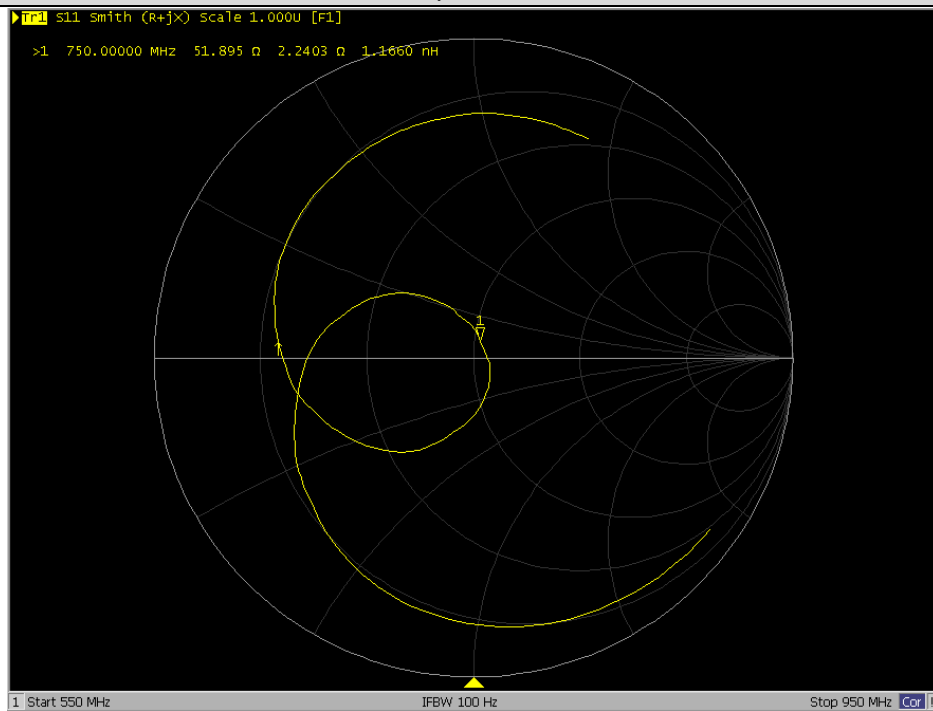 Tr1 S11 Smith (R+jX) Scale 1.000U [F1]
>1 750.00000 MHz 51.895 Ω 2.2403 Ω 1.1660 nH
1
1 Start 550 MHz IFBW 100 Hz Stop 950 MHz Cor